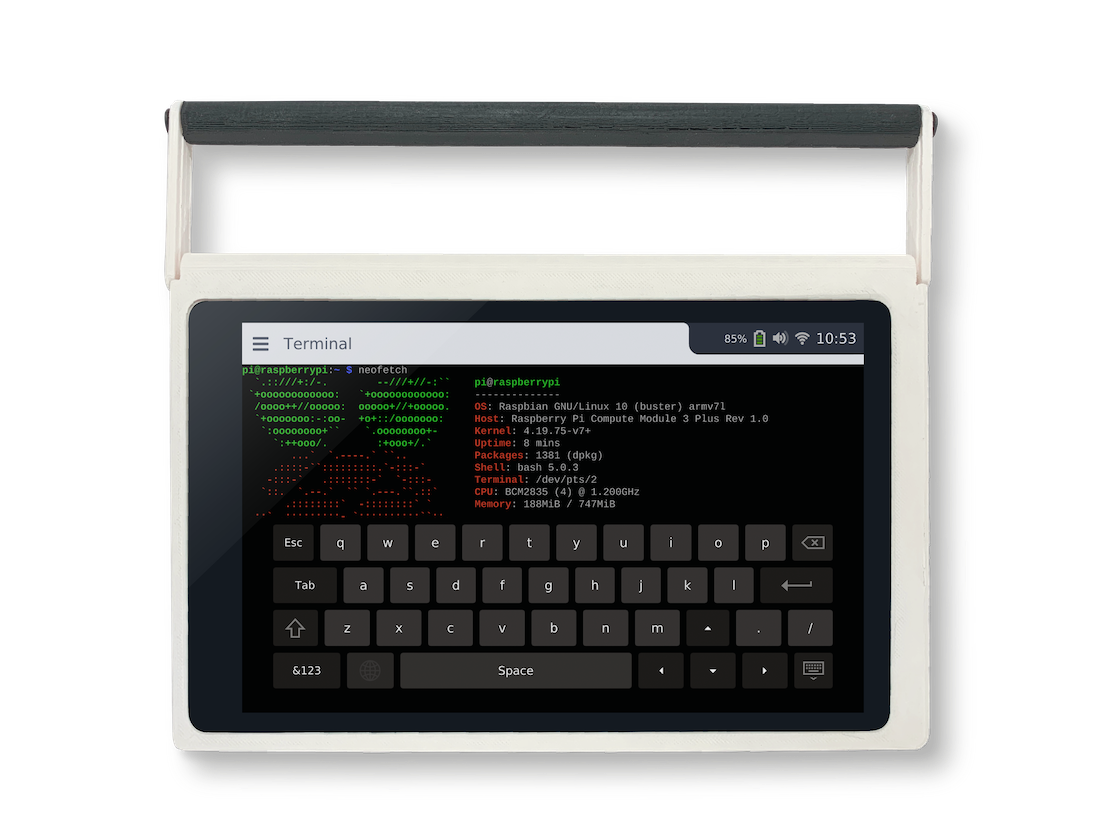 Terminal
85% 10:53
pi@raspberrypi:~ $ neofetch
pi@raspberrypi
--------------
OS: Raspbian GNU/Linux 10 (buster) armv7l
Host: Raspberry Pi Compute Module 3 Plus Rev 1.0
Kernel: 4.19.75-v7+
Uptime: 8 mins
Packages: 1381 (dpkg)
Shell: bash 5.0.3
Terminal: /dev/pts/2
CPU: BCM2835 (4) @ 1.200GHz
Memory: 188MiB / 747MiB
Esc q w e r t y u i o p
Tab a s d f g h j k l
z x c v b n m . /
&123 Space